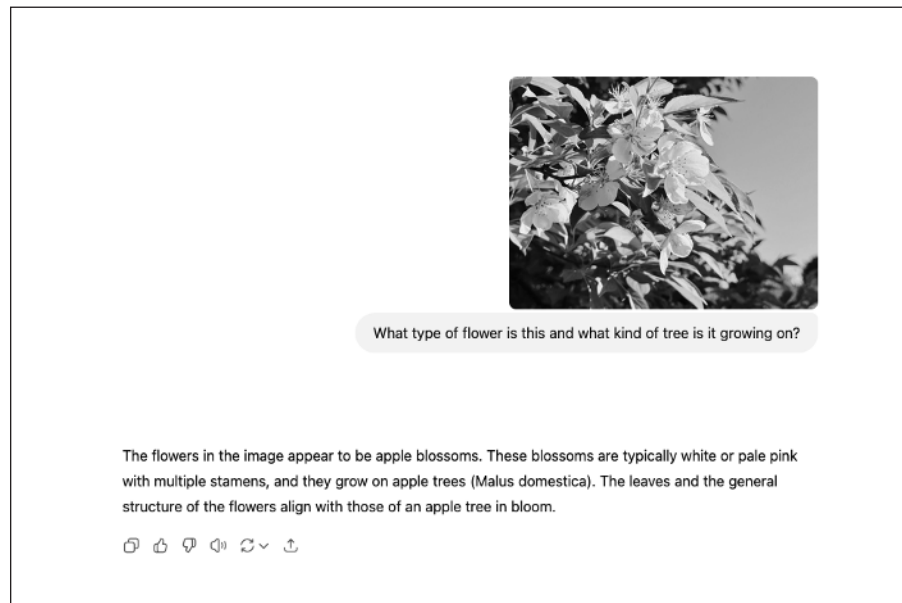 What type of flower is this and what kind of tree is it growing on?
The flowers in the image appear to be apple blossoms. These blossoms are typically white or pale pink
with multiple stamens, and they grow on apple trees (Malus domestica). The leaves and the general
structure of the flowers align with those of an apple tree in bloom.